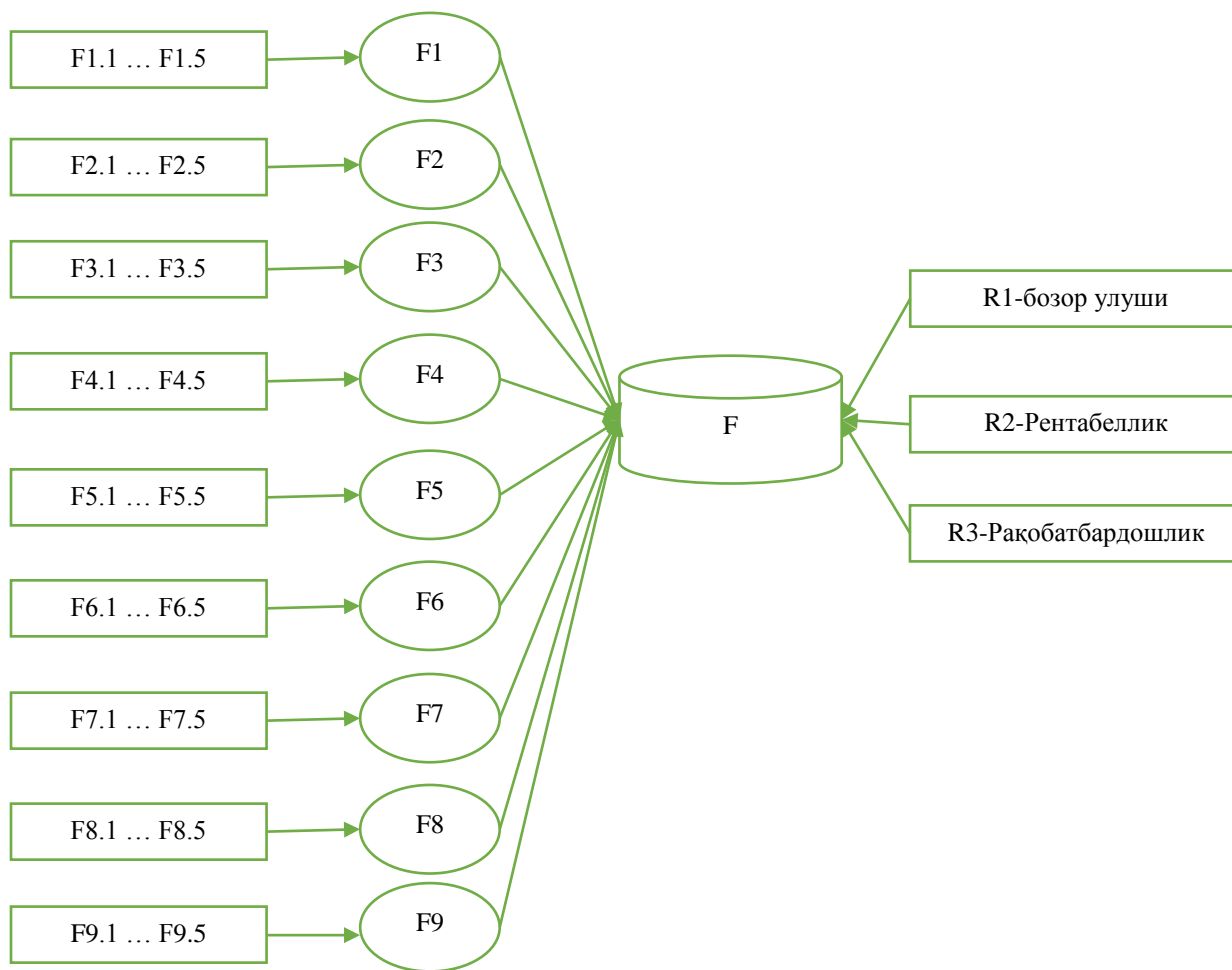 F1.1 … F1.5
F1
F2.1 … F2.5
F2
F3.1 … F3.5
F3
F4.1 … F4.5
F4
F5.1 … F5.5
F5
F6.1 … F6.5
F6
F7.1 … F7.5
F7
F8.1 … F8.5
F8
F9.1 … F9.5
F9
F
R1-бозор улуши
R2-Рентабеллик
R3-Рақобатбардошлик